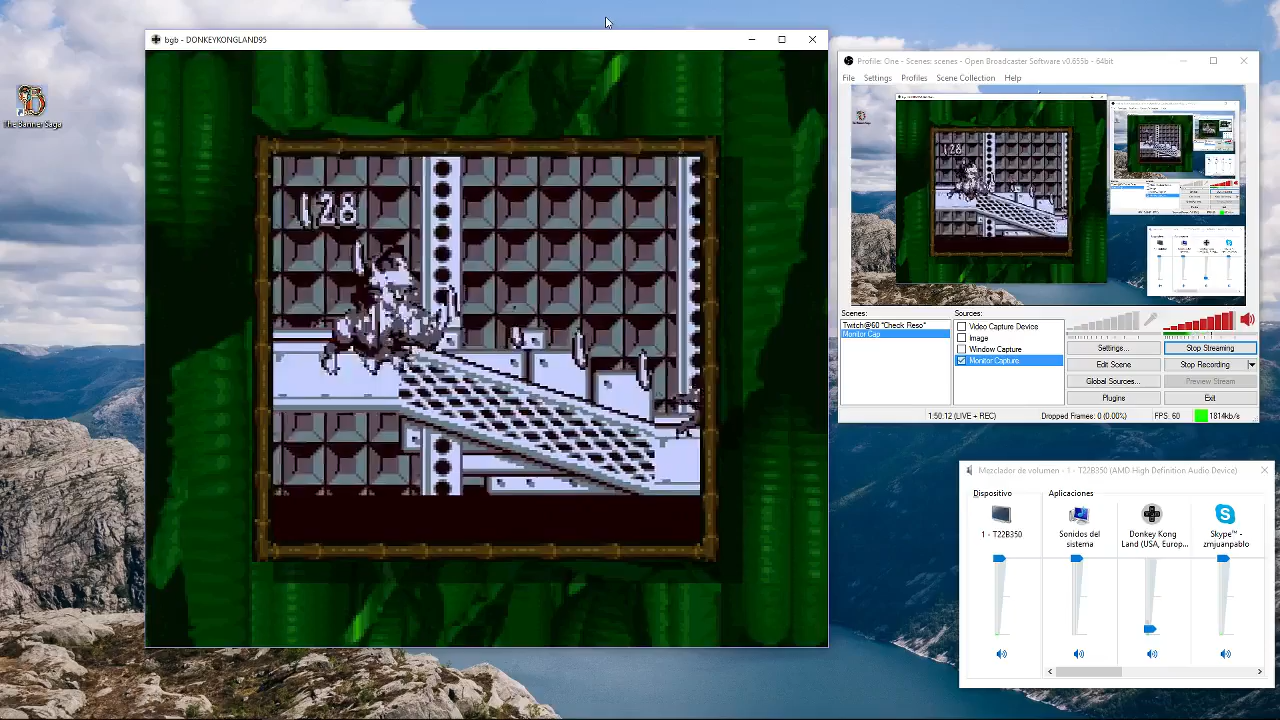 bgb - DONKEYKONGLAND95
128
The Banner Saga
Profile: One - Scenes: scenes - Open Broadcaster Software v0.655b - 64bit
File Settings Profiles Scene Collection Help
128
Scenes:
Sources:
Twtch@60 "Check Reso"
Monitor Cap
Video Capture Device
Image
Window Capture
Monitor Capture
Settings...
Stop Streaming
Edit Scene
Stop Recording
Global Sources...
Preview Stream
Plugins
Exit
1:50:12 (LIVE + REC)
Dropped Frames: 0 (0.00%)
FPS: 60
1814kb/s
Mezclador de volumen - 1 - T22B350 (AMD High Definition Audio Device)
Dispositivo
Aplicaciones
1 - T22B350
Sonidos del sistema
Donkey Kong Land (USA, Europ...
Skype™ - zmjuanpablo